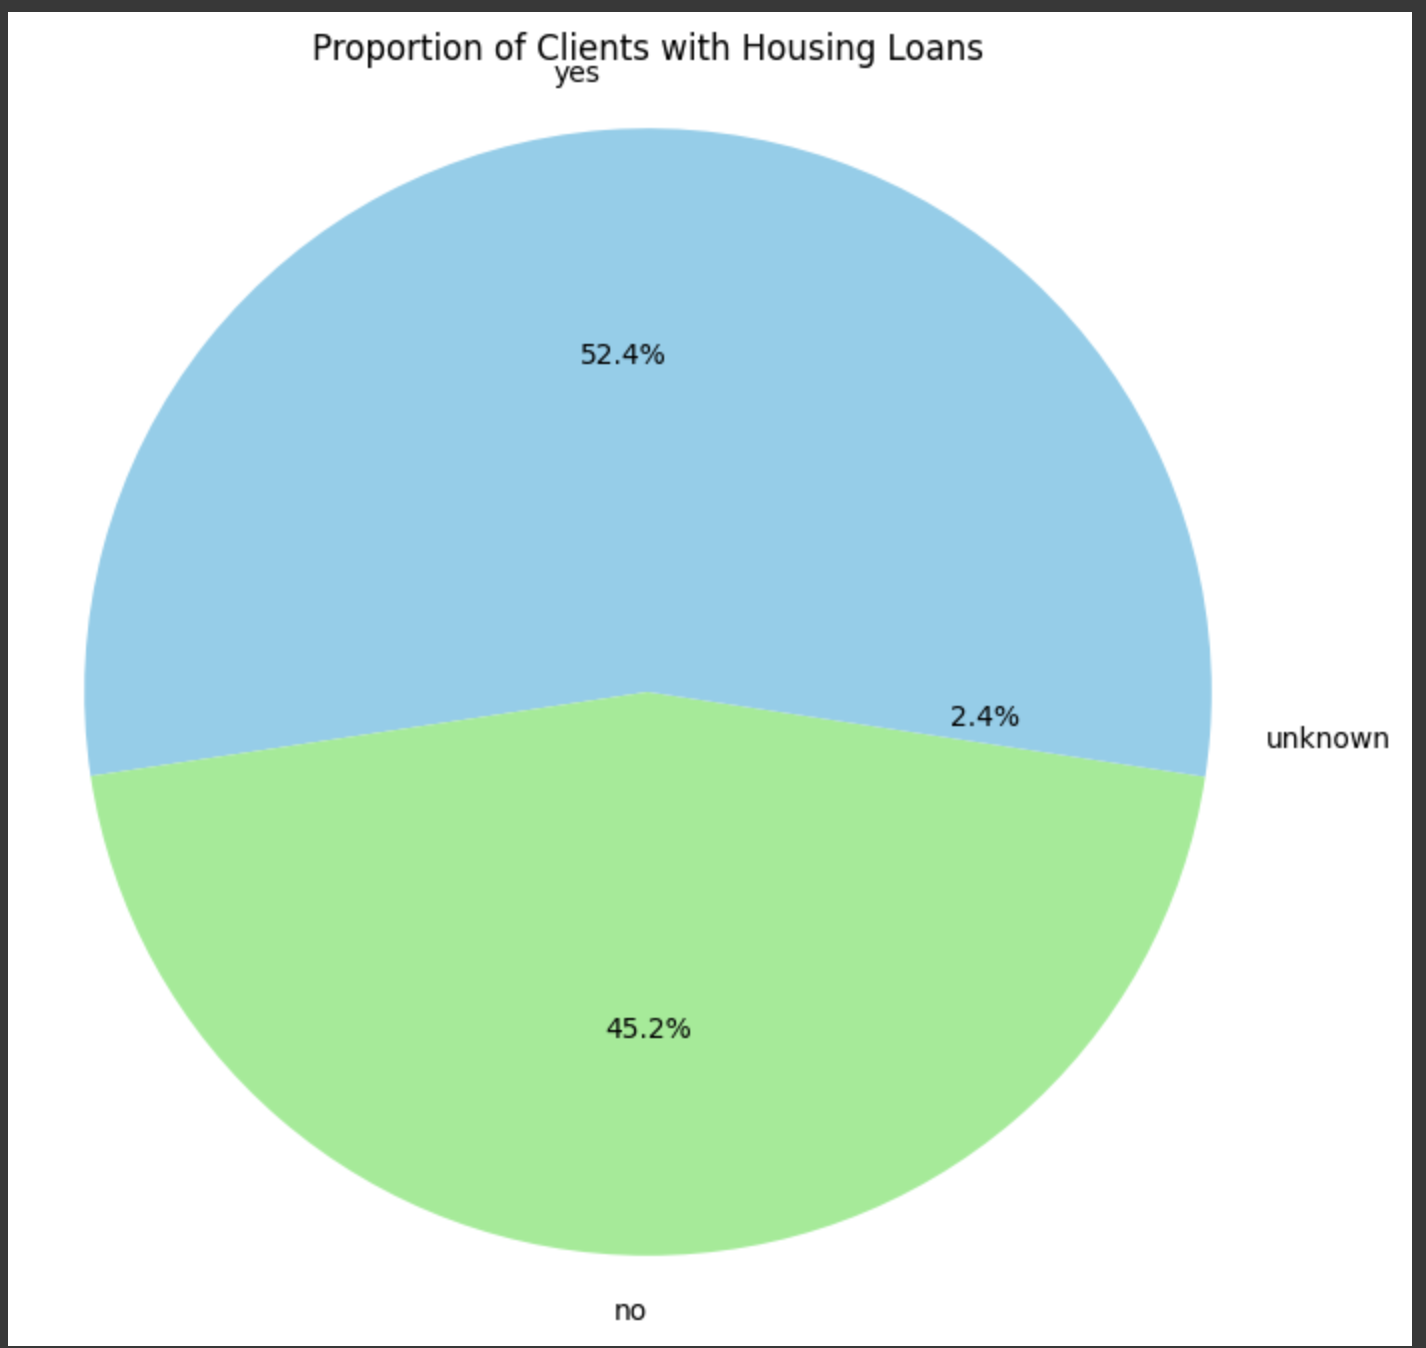 Proportion of Clients with Housing Loans
yes
52.4%
2.4%
unknown
45.2%
no